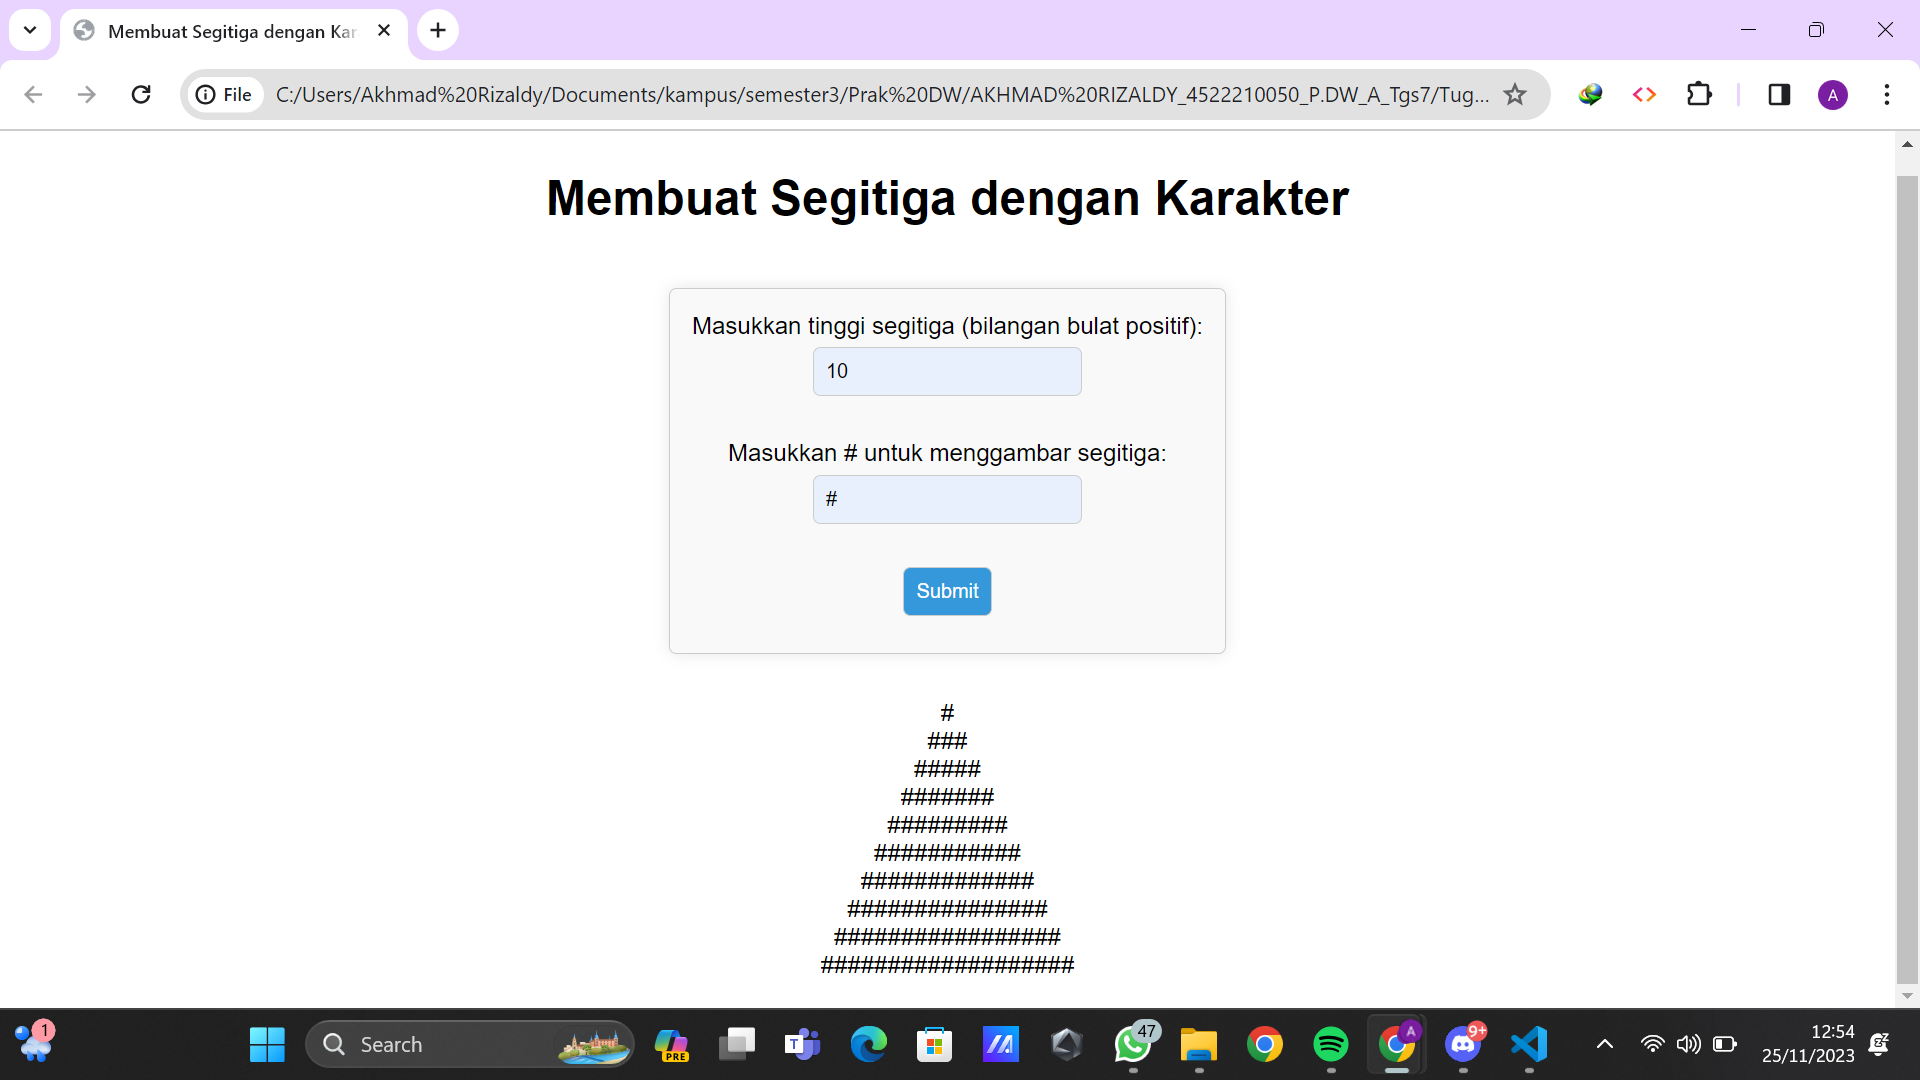 Membuat Segitiga dengan Kar
File
C:/Users/Akhmad%20Rizaldy/Documents/kampus/semester3/Prak%20DW/AKHMAD%20RIZALDY_4522210050_P.DW_A_Tgs7/Tug...
A
Membuat Segitiga dengan Karakter
Masukkan tinggi segitiga (bilangan bulat positif):
10
Masukkan # untuk menggambar segitiga:
#
Submit
#
###
#####
#######
#########
###########
#############
###############
#################
###################
1
Search
PRE
T
47
A
9+
12:54
25/11/2023